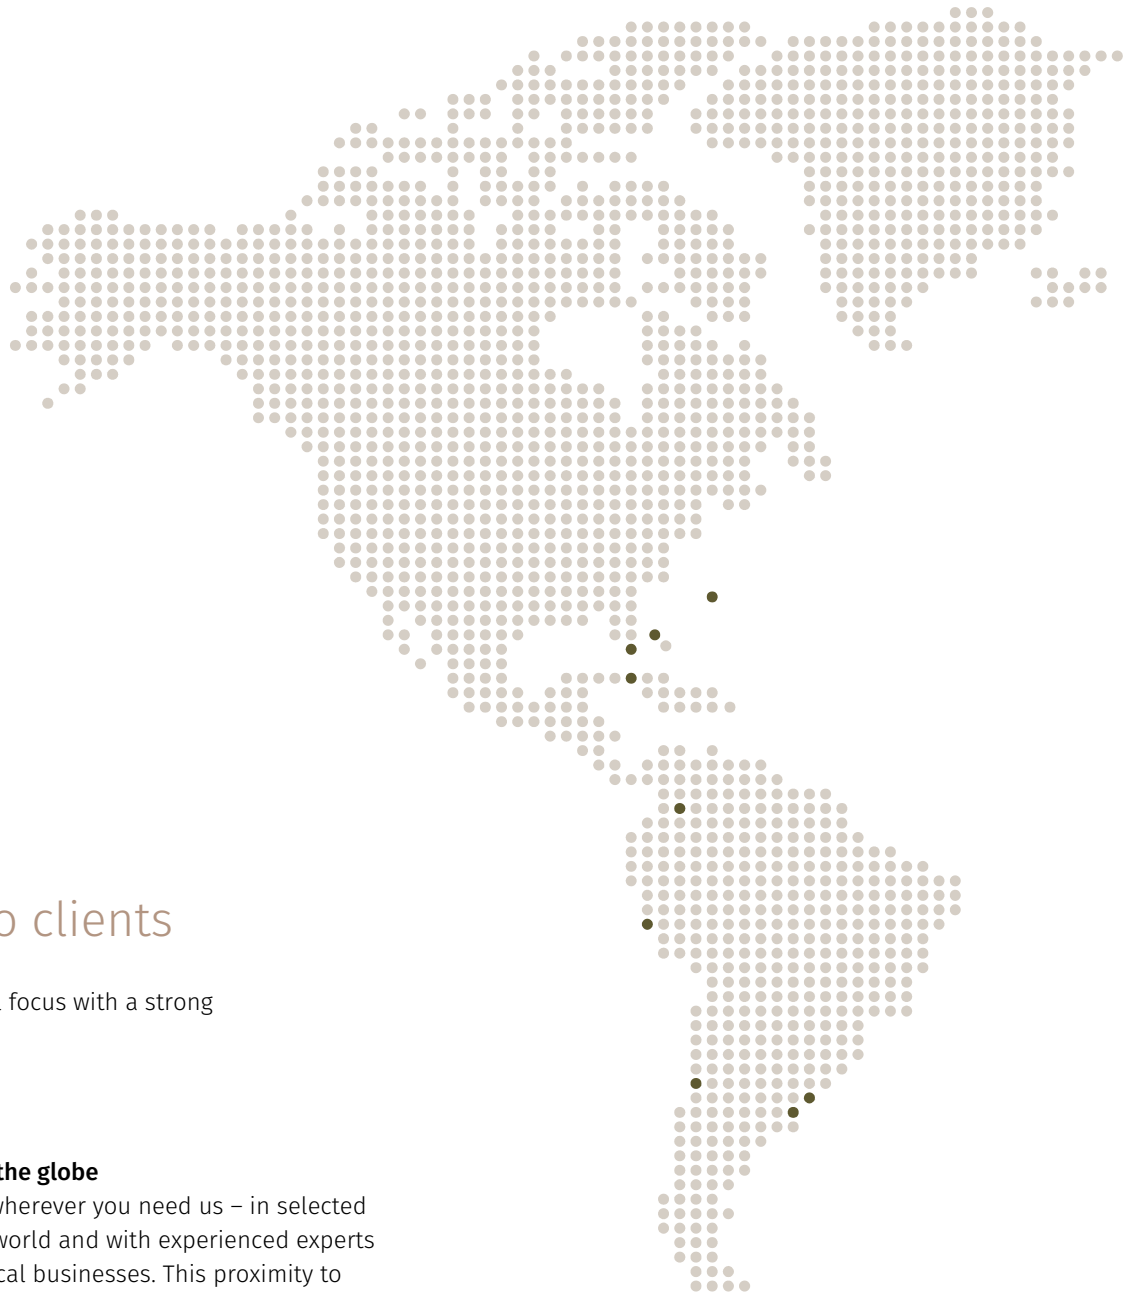 o clients
focus with a strong
the globe
wherever you need us – in selected
world and with experienced experts
cal businesses. This proximity to